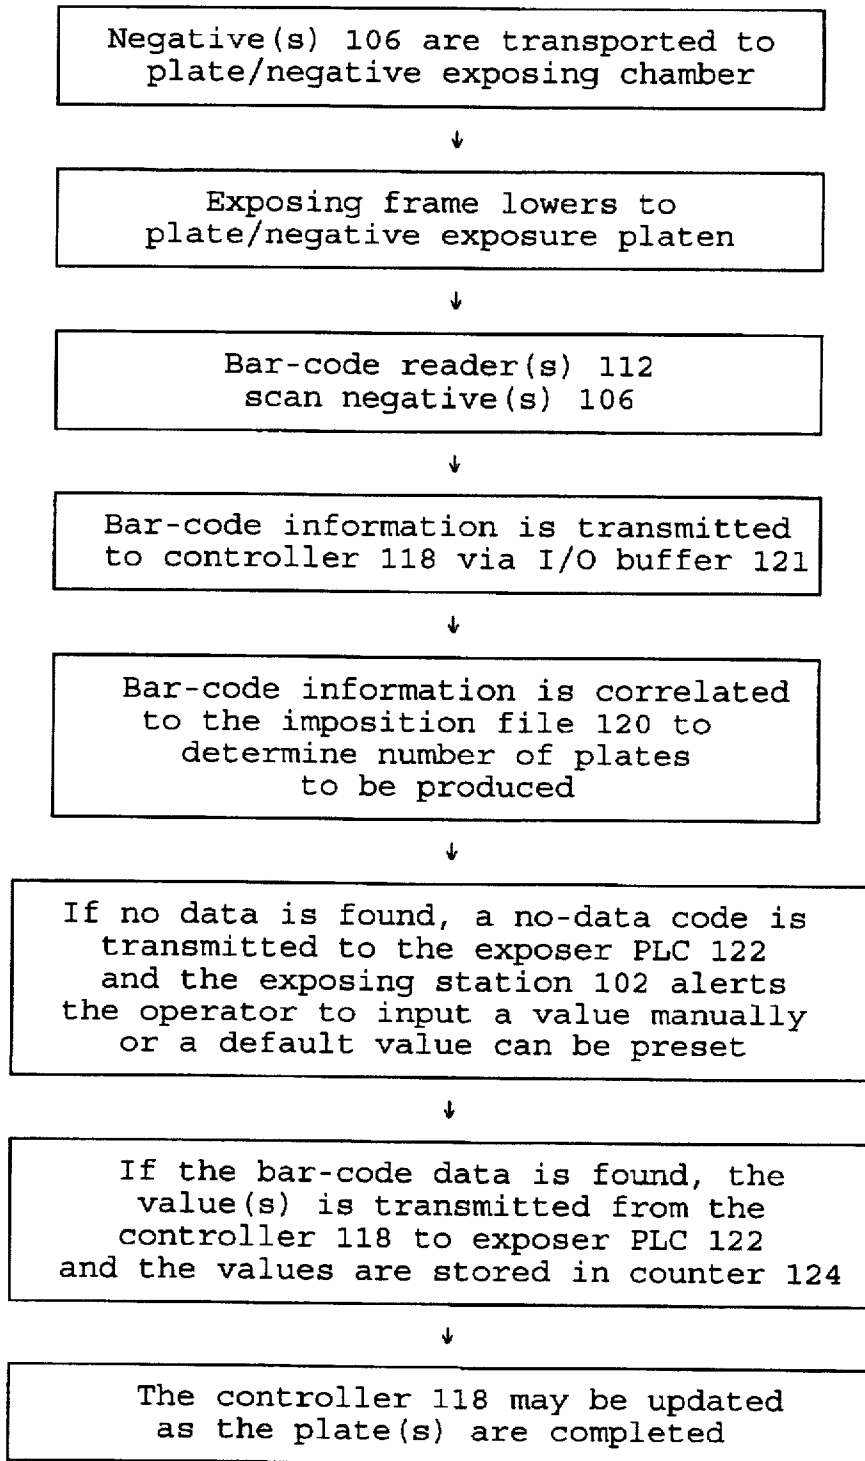 Negative(s) 106 are transported to
plate/negative exposing chamber
↓
Exposing frame lowers to
plate/negative exposure platen
↓
Bar-code reader(s) 112
scan negative(s) 106
↓
Bar-code information is transmitted
to controller 118 via I/O buffer 121
↓
Bar-code information is correlated
to the imposition file 120 to
determine number of plates
to be produced
↓
If no data is found, a no-data code is
transmitted to the exposer PLC 122
and the exposing station 102 alerts
the operator to input a value manually
or a default value can be preset
↓
If the bar-code data is found, the
value(s) is transmitted from the
controller 118 to exposer PLC 122
and the values are stored in counter 124
↓
The controller 118 may be updated
as the plate(s) are completed